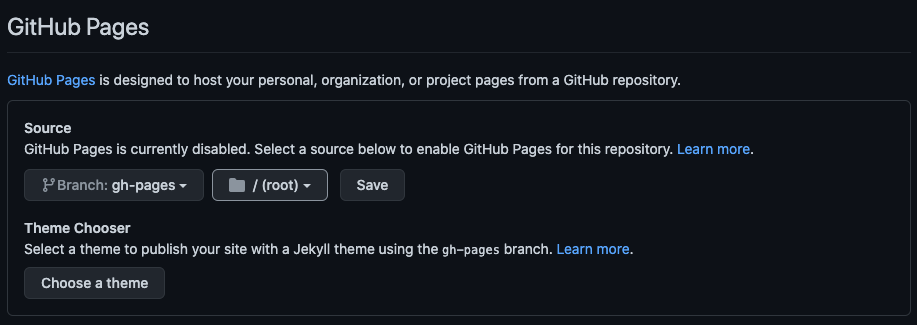 GitHub Pages
GitHub Pages is designed to host your personal, organization, or project pages from a GitHub repository.
Source
GitHub Pages is currently disabled. Select a source below to enable GitHub Pages for this repository. Learn more.
Branch: gh-pages / (root) Save
Theme Chooser
Select a theme to publish your site with a Jekyll theme using the gh-pages branch. Learn more.
Choose a theme